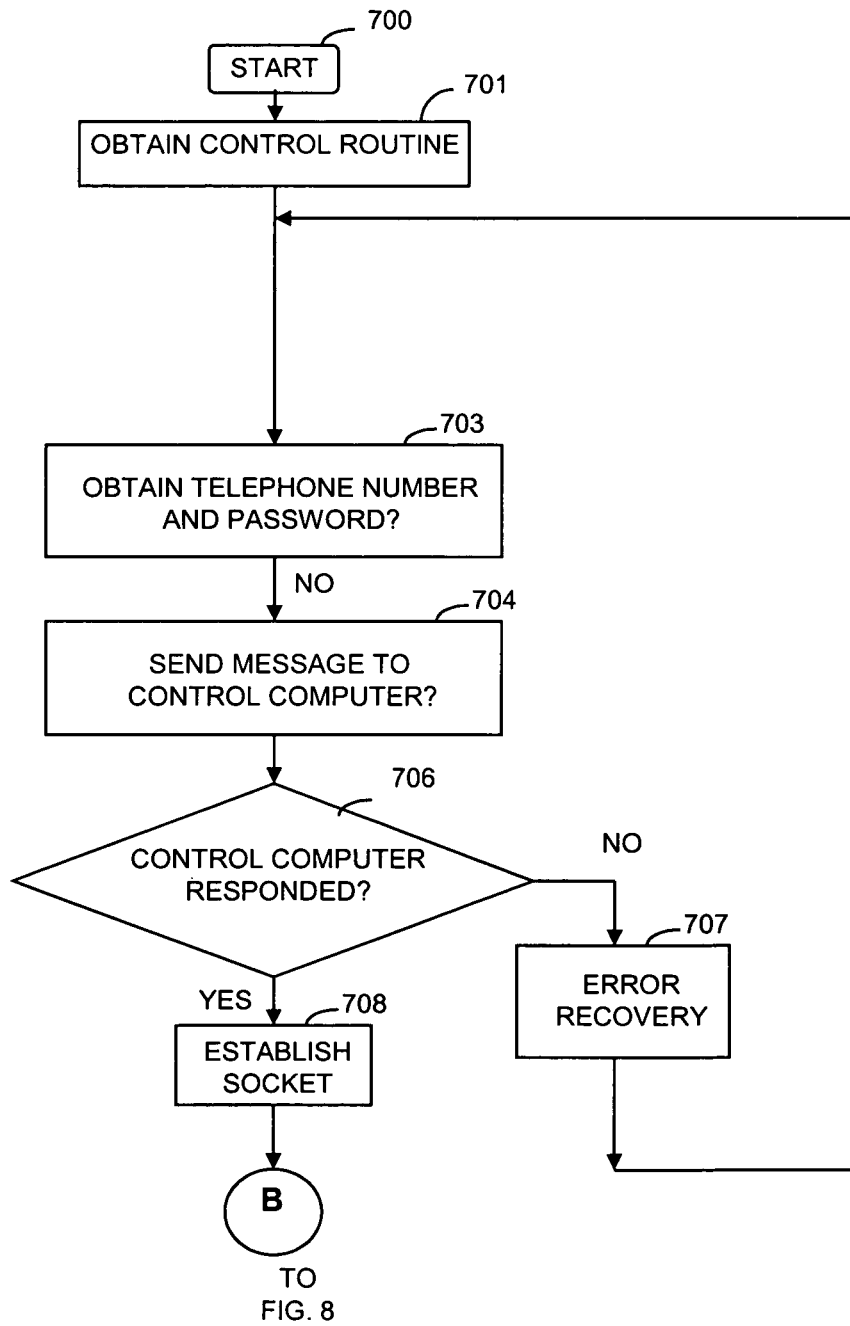 700
START
701
OBTAIN CONTROL ROUTINE
703
OBTAIN TELEPHONE NUMBER
AND PASSWORD?
NO
704
SEND MESSAGE TO
CONTROL COMPUTER?
706
CONTROL COMPUTER
RESPONDED?
NO
707
ERROR
RECOVERY
YES
708
ESTABLISH
SOCKET
B
TO
FIG. 8